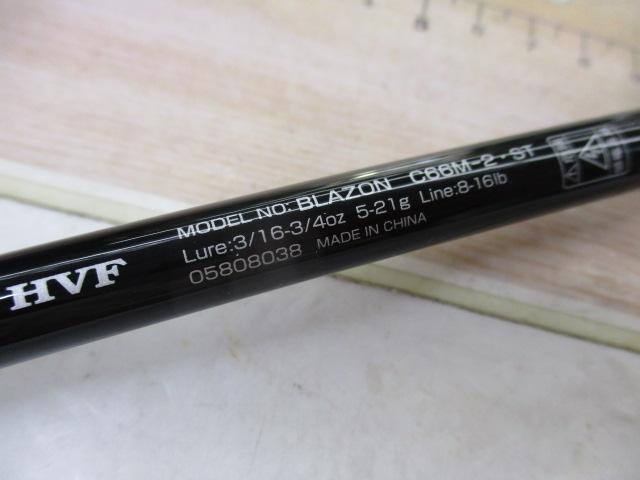 HVF
MODEL NO: BLAZON C66M-2・ST
Lure:3/16-3/4oz 5-21g Line:8-16lb
05808038 MADE IN CHINA